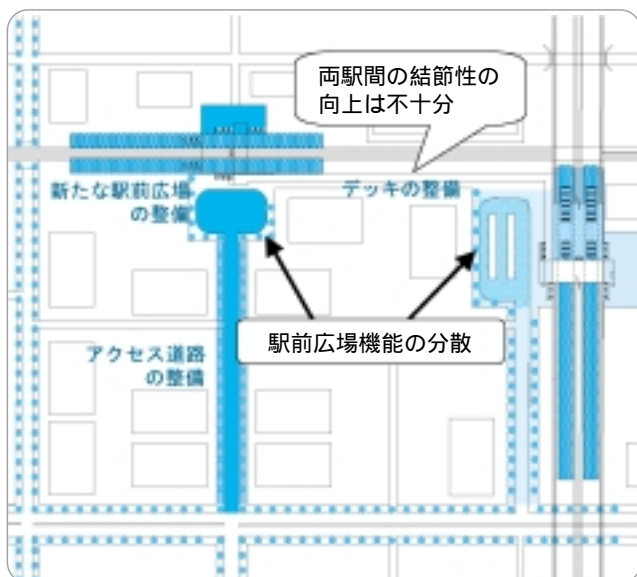 両駅間の結節性の
向上は不十分
新たな駅前広場
の整備
デッキの整備
駅前広場機能の分散
アクセス道路
の整備